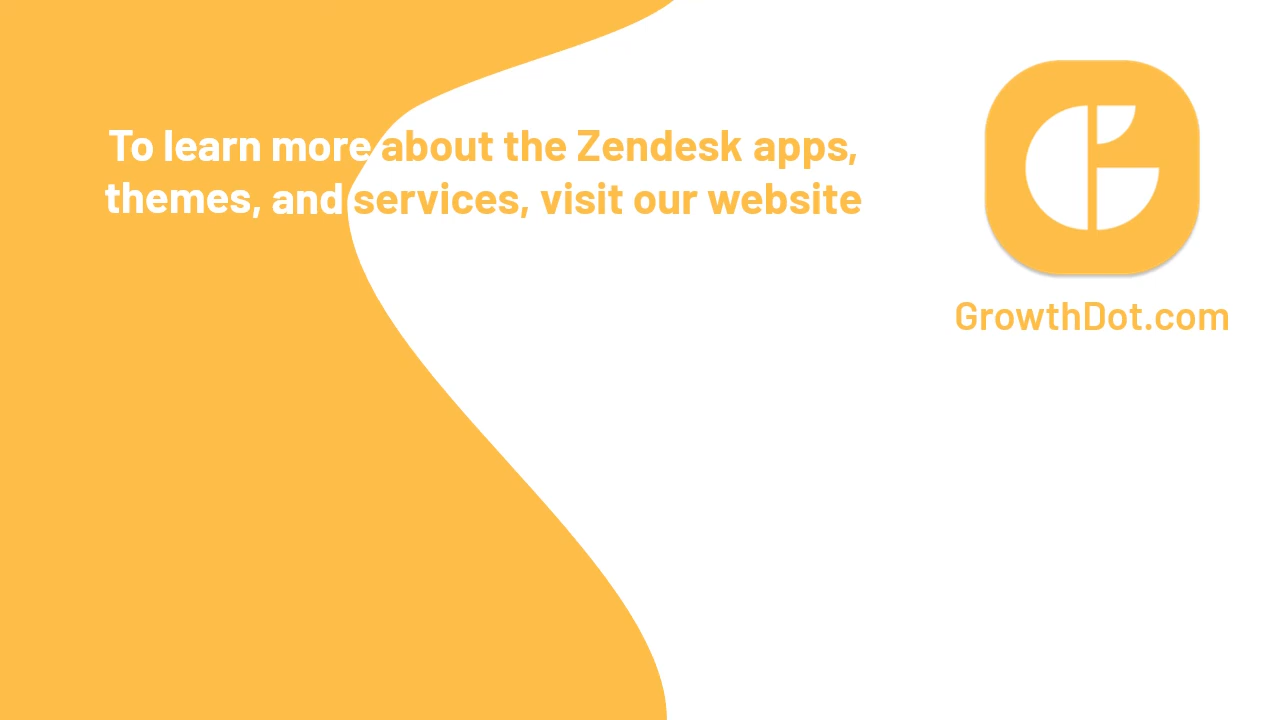 To learn more about the Zendesk apps,
themes, and services, visit our website
GrowthDot.com